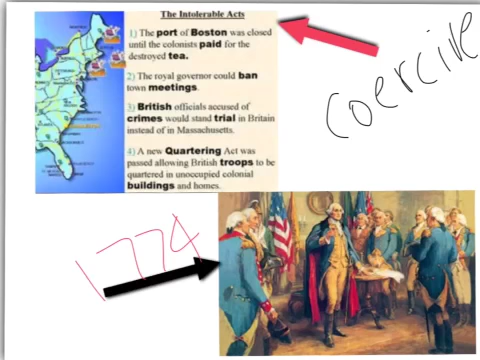 The Intolerable Acts
1) The port of Boston was closed
until the colonists paid for the
destroyed tea.
2) The royal governor could ban
town meetings.
3) British officials accused of
crimes would stand trial in Britain
instead of in Massachusetts.
4) A new Quartering Act was
passed allowing British troops to be
quartered in unoccupied colonial
buildings and homes.
coercive
1774